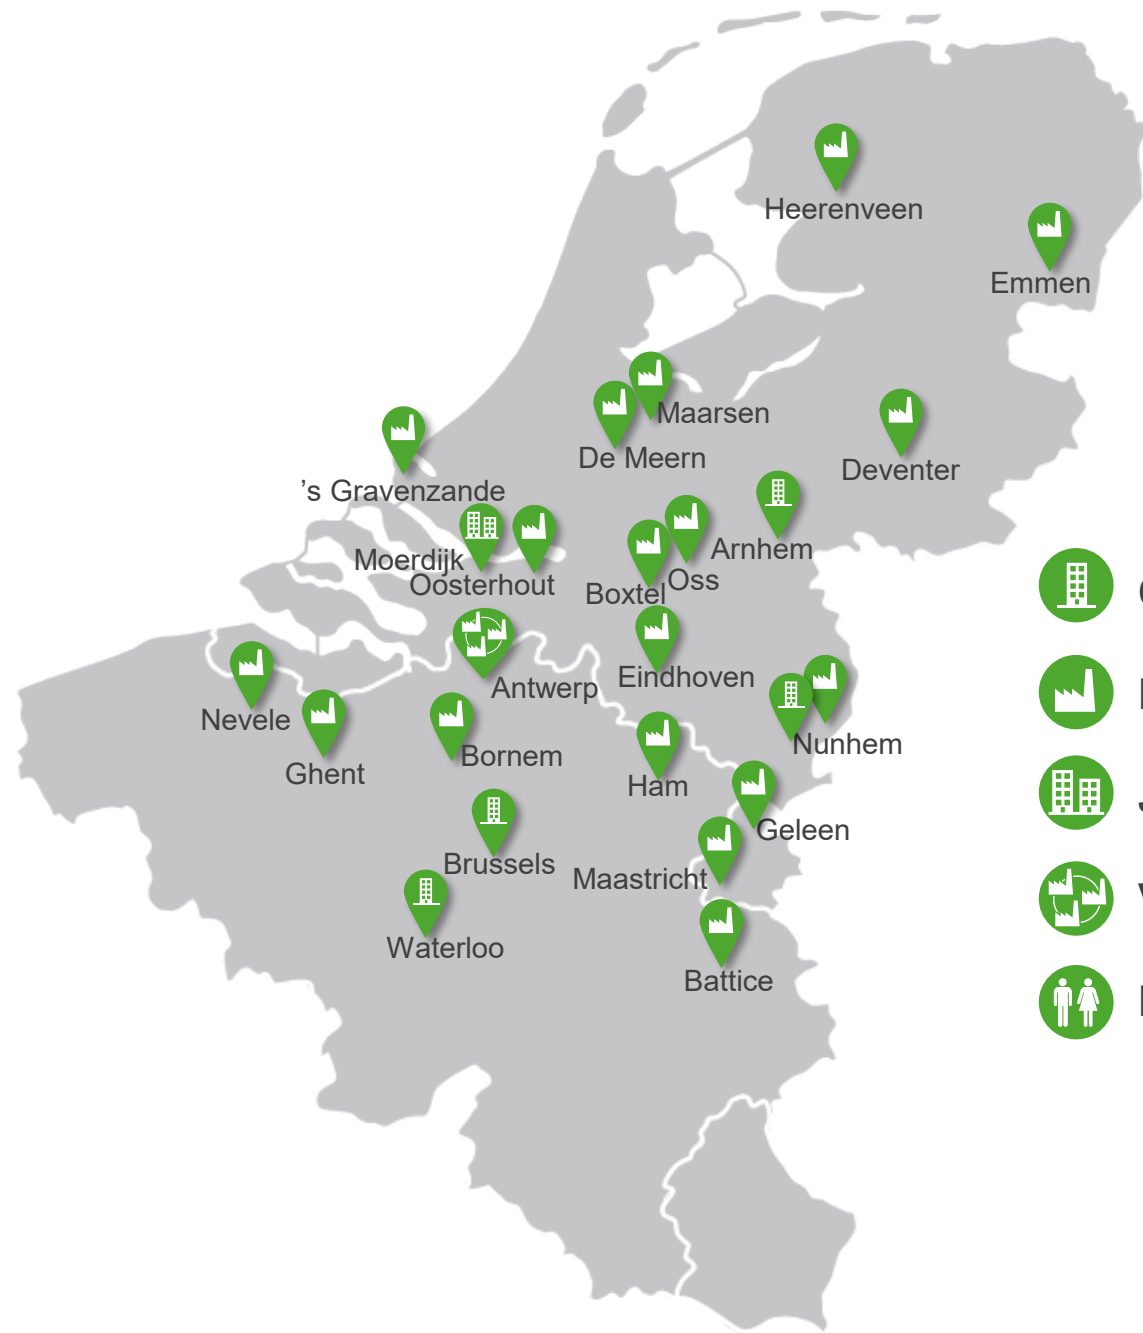 Heerenveen
Emmen
Maarsen
De Meern
Deventer
’s Gravenzande
Arnhem
Moerdijk
Oosterhout
Oss
Boxtel
Eindhoven
Antwerp
Nevele
Nunhem
Bornem
Ghent
Ham
Geleen
Brussels
Maastricht
Waterloo
Battice